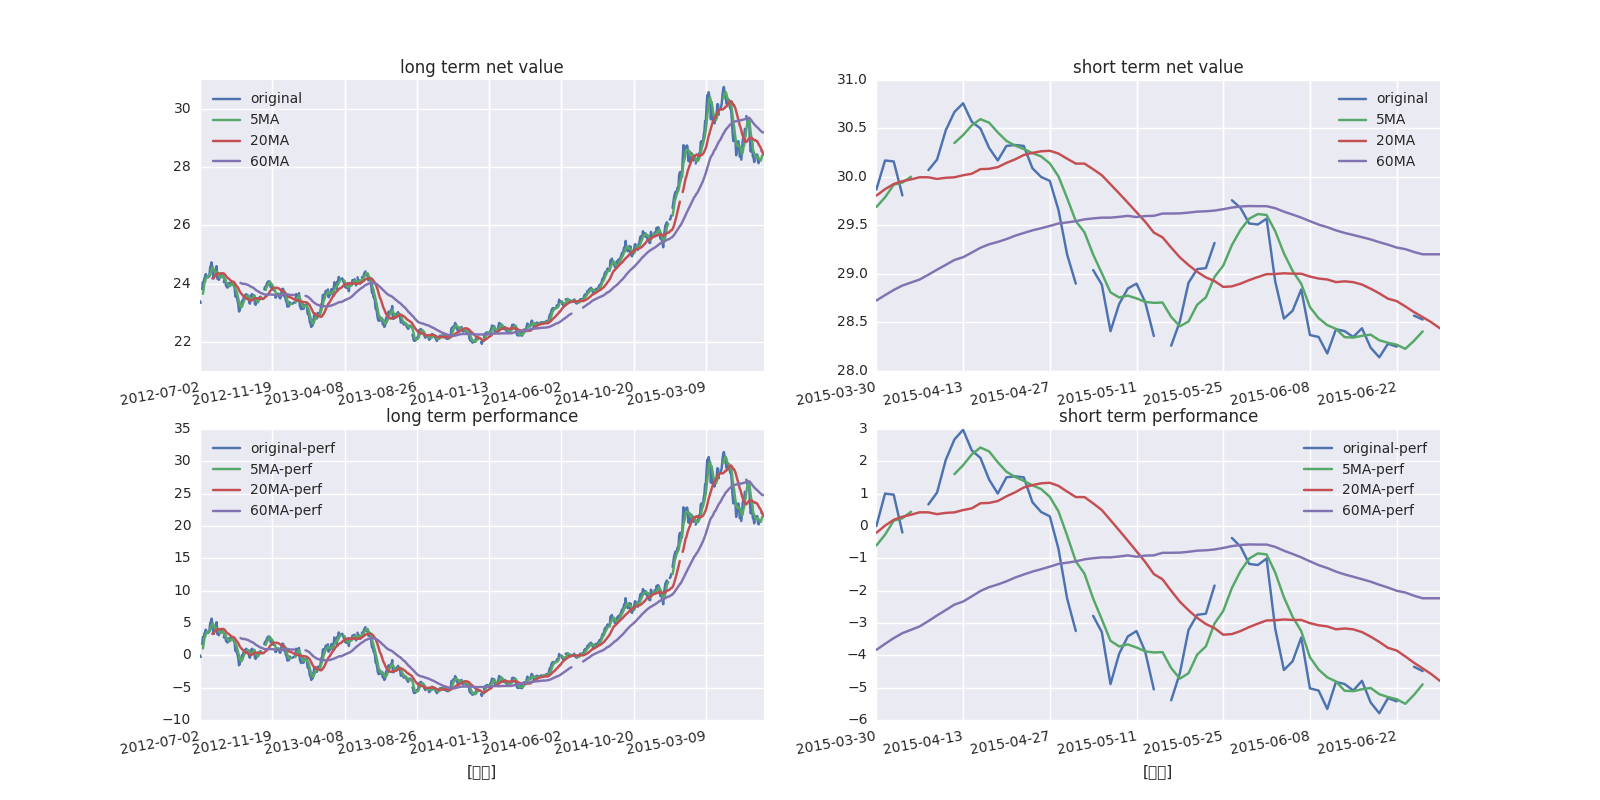 long term net value
30
28
26
24
22
original
5MA
20MA
60MA
2012-07-02 2012-11-19 2013-04-08 2013-08-26 2014-01-13 2014-06-02 2014-10-20 2015-03-09
short term net value
31.0
30.5
30.0
29.5
29.0
28.5
28.0
original
5MA
20MA
60MA
2015-03-30 2015-04-13 2015-04-27 2015-05-11 2015-05-25 2015-06-08 2015-06-22
long term performance
35
30
25
20
15
10
5
0
−5
−10
original-perf
5MA-perf
20MA-perf
60MA-perf
2012-07-02 2012-11-19 2013-04-08 2013-08-26 2014-01-13 2014-06-02 2014-10-20 2015-03-09
short term performance
3
2
1
0
−1
−2
−3
−4
−5
−6
original-perf
5MA-perf
20MA-perf
60MA-perf
2015-03-30 2015-04-13 2015-04-27 2015-05-11 2015-05-25 2015-06-08 2015-06-22